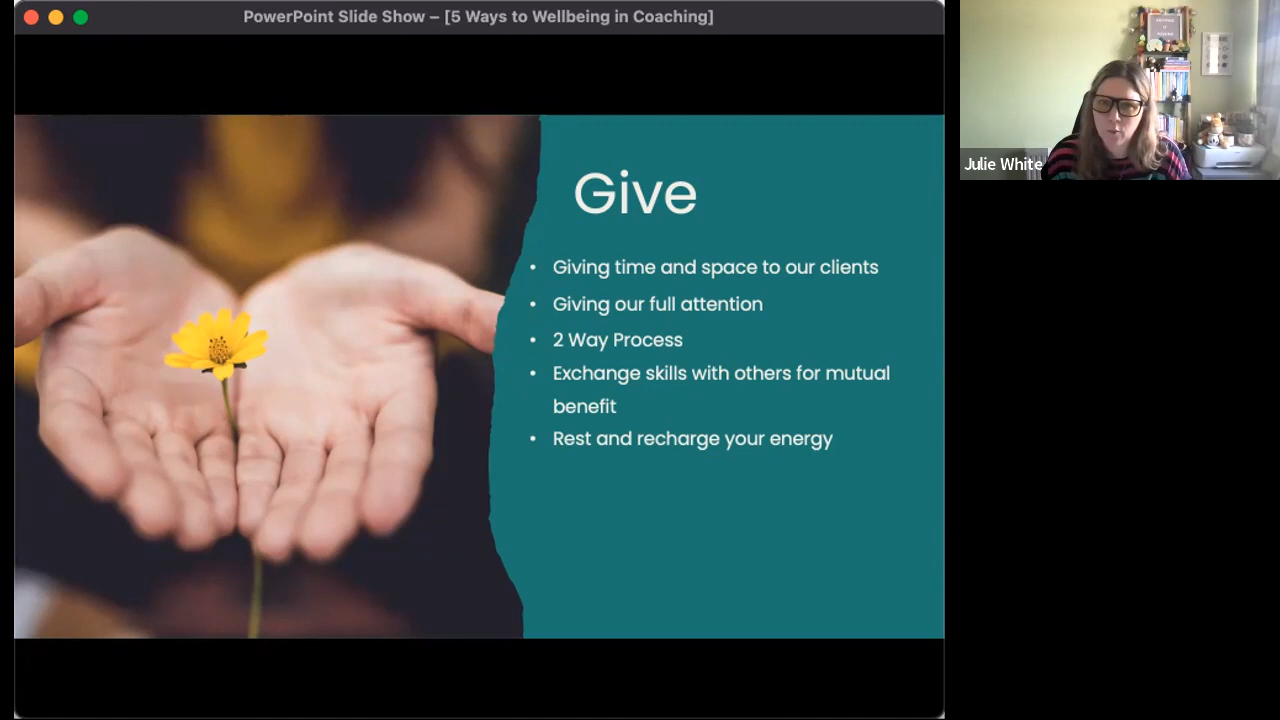 PowerPoint Slide Show – [5 Ways to Wellbeing in Coaching]
Give
• Giving time and space to our clients
• Giving our full attention
• 2 Way Process
• Exchange skills with others for mutual
benefit
• Rest and recharge your energy
Julie White